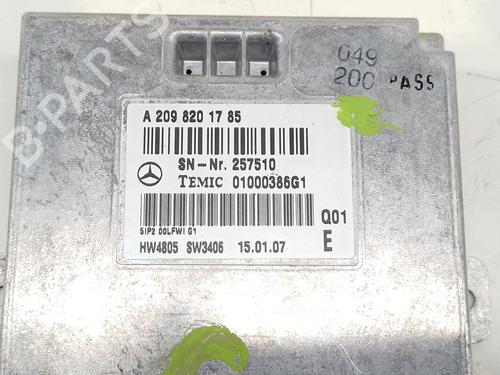 B-PARTS
049
200 PASS
A 209 820 17 85
SN-Nr. 257510
TEMIC 01000386G1
Q01
SIP2 00LFWI G1
E
HW4805 SW3406 15.01.07